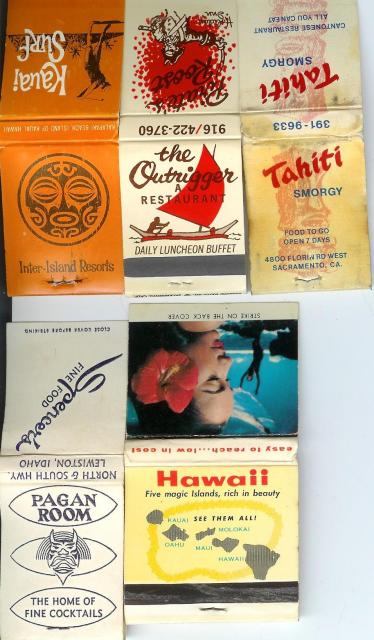 Kauai
Surf
KALAPAKI BEACH ISLAND OF KAUAI, HAWAII
Inter-Island Resorts
Pirate's
Roost
916/422-3760
the
Outrigger
A
RESTAURANT
DAILY LUNCHEON BUFFET
Tahiti
SMORGY
CANTONESE RESTAURANT
ALL YOU CAN EAT
391-9633
Tahiti
SMORGY
FOOD TO GO
OPEN 7 DAYS
4800 FLORIN RD WEST
SACRAMENTO, CA.
CLOSE COVER BEFORE STRIKING
Spencer's
FINE FOOD
NORTH & SOUTH HWY.
LEWISTON, IDAHO
PAGAN
ROOM
THE HOME OF
FINE COCKTAILS
STRIKE ON THE BACK COVER
easy to reach...low in cost
Hawaii
Five magic Islands, rich in beauty
SEE THEM ALL!
KAUAI
OAHU
MOLOKAI
MAUI
HAWAII